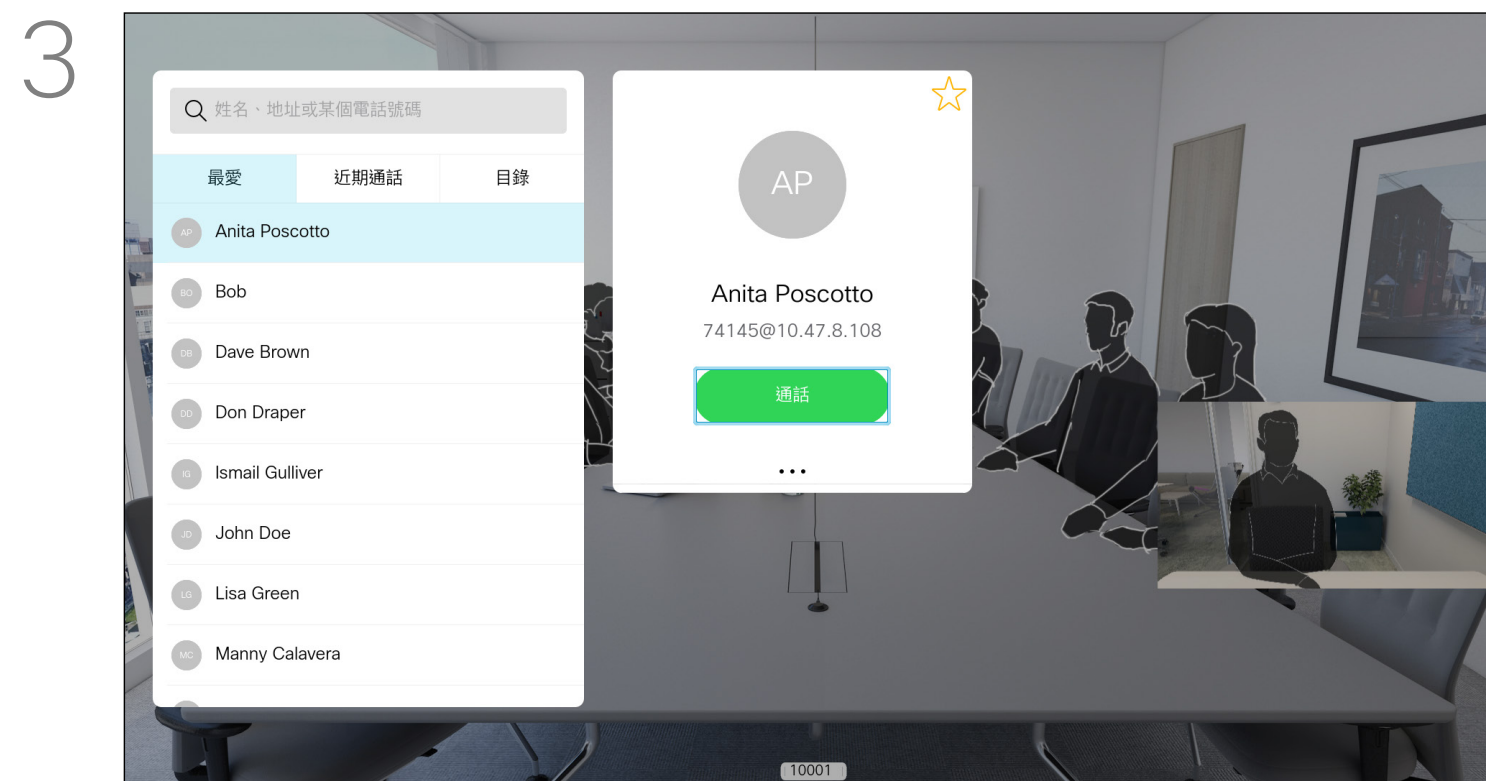 3
姓名、地址或某個電話號碼
最愛
近期通話
目錄
AP
Anita Poscotto
BO
Bob
DB
Dave Brown
DD
Don Draper
IG
Ismail Gulliver
JD
John Doe
LG
Lisa Green
MC
Manny Calavera
AP
Anita Poscotto
74145@10.47.8.108
通話
10001